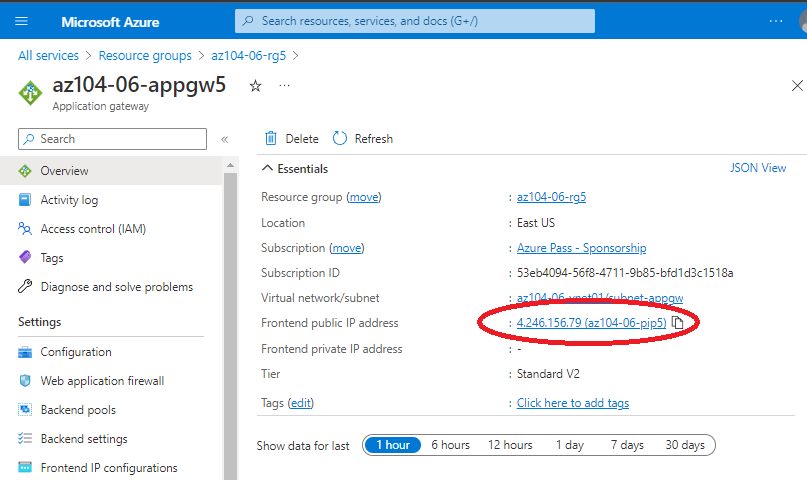 Microsoft Azure
Search resources, services, and docs (G+/)
All services > Resource groups > az104-06-rg5 >
az104-06-appgw5
Application gateway
Search
Delete Refresh
Overview
Activity log
Access control (IAM)
Tags
Diagnose and solve problems
Settings
Configuration
Web application firewall
Backend pools
Backend settings
Frontend IP configurations
Essentials
JSON View
Resource group (move) : az104-06-rg5
Location : East US
Subscription (move) : Azure Pass - Sponsorship
Subscription ID : 53eb4094-56f8-4711-9b85-bfd1d3c1518a
Virtual network/subnet : az104-06-vnet01/subnet-appgw
Frontend public IP address : 4.246.156.79 (az104-06-pip5)
Frontend private IP address : -
Tier : Standard V2
Tags (edit) : Click here to add tags
Show data for last 1 hour 6 hours 12 hours 1 day 7 days 30 days